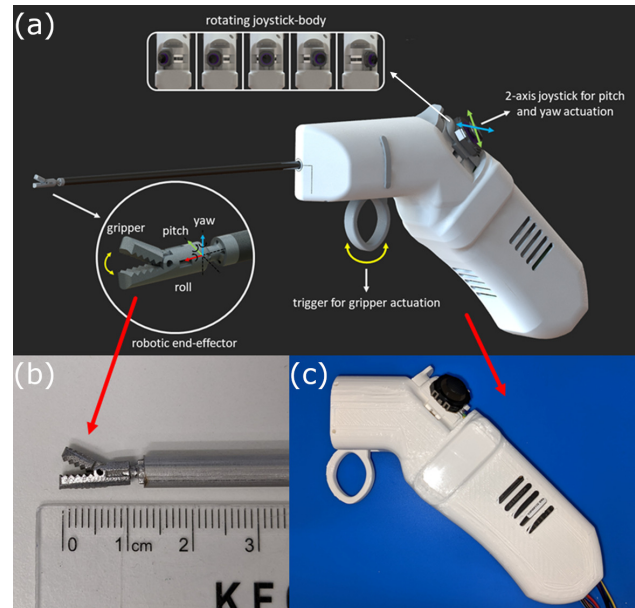 (a)
rotating joystick-body
2-axis joystick for pitch
and yaw actuation
gripper
pitch
yaw
roll
trigger for gripper actuation
robotic end-effector
(b)
(c)
0 1 cm 2 3